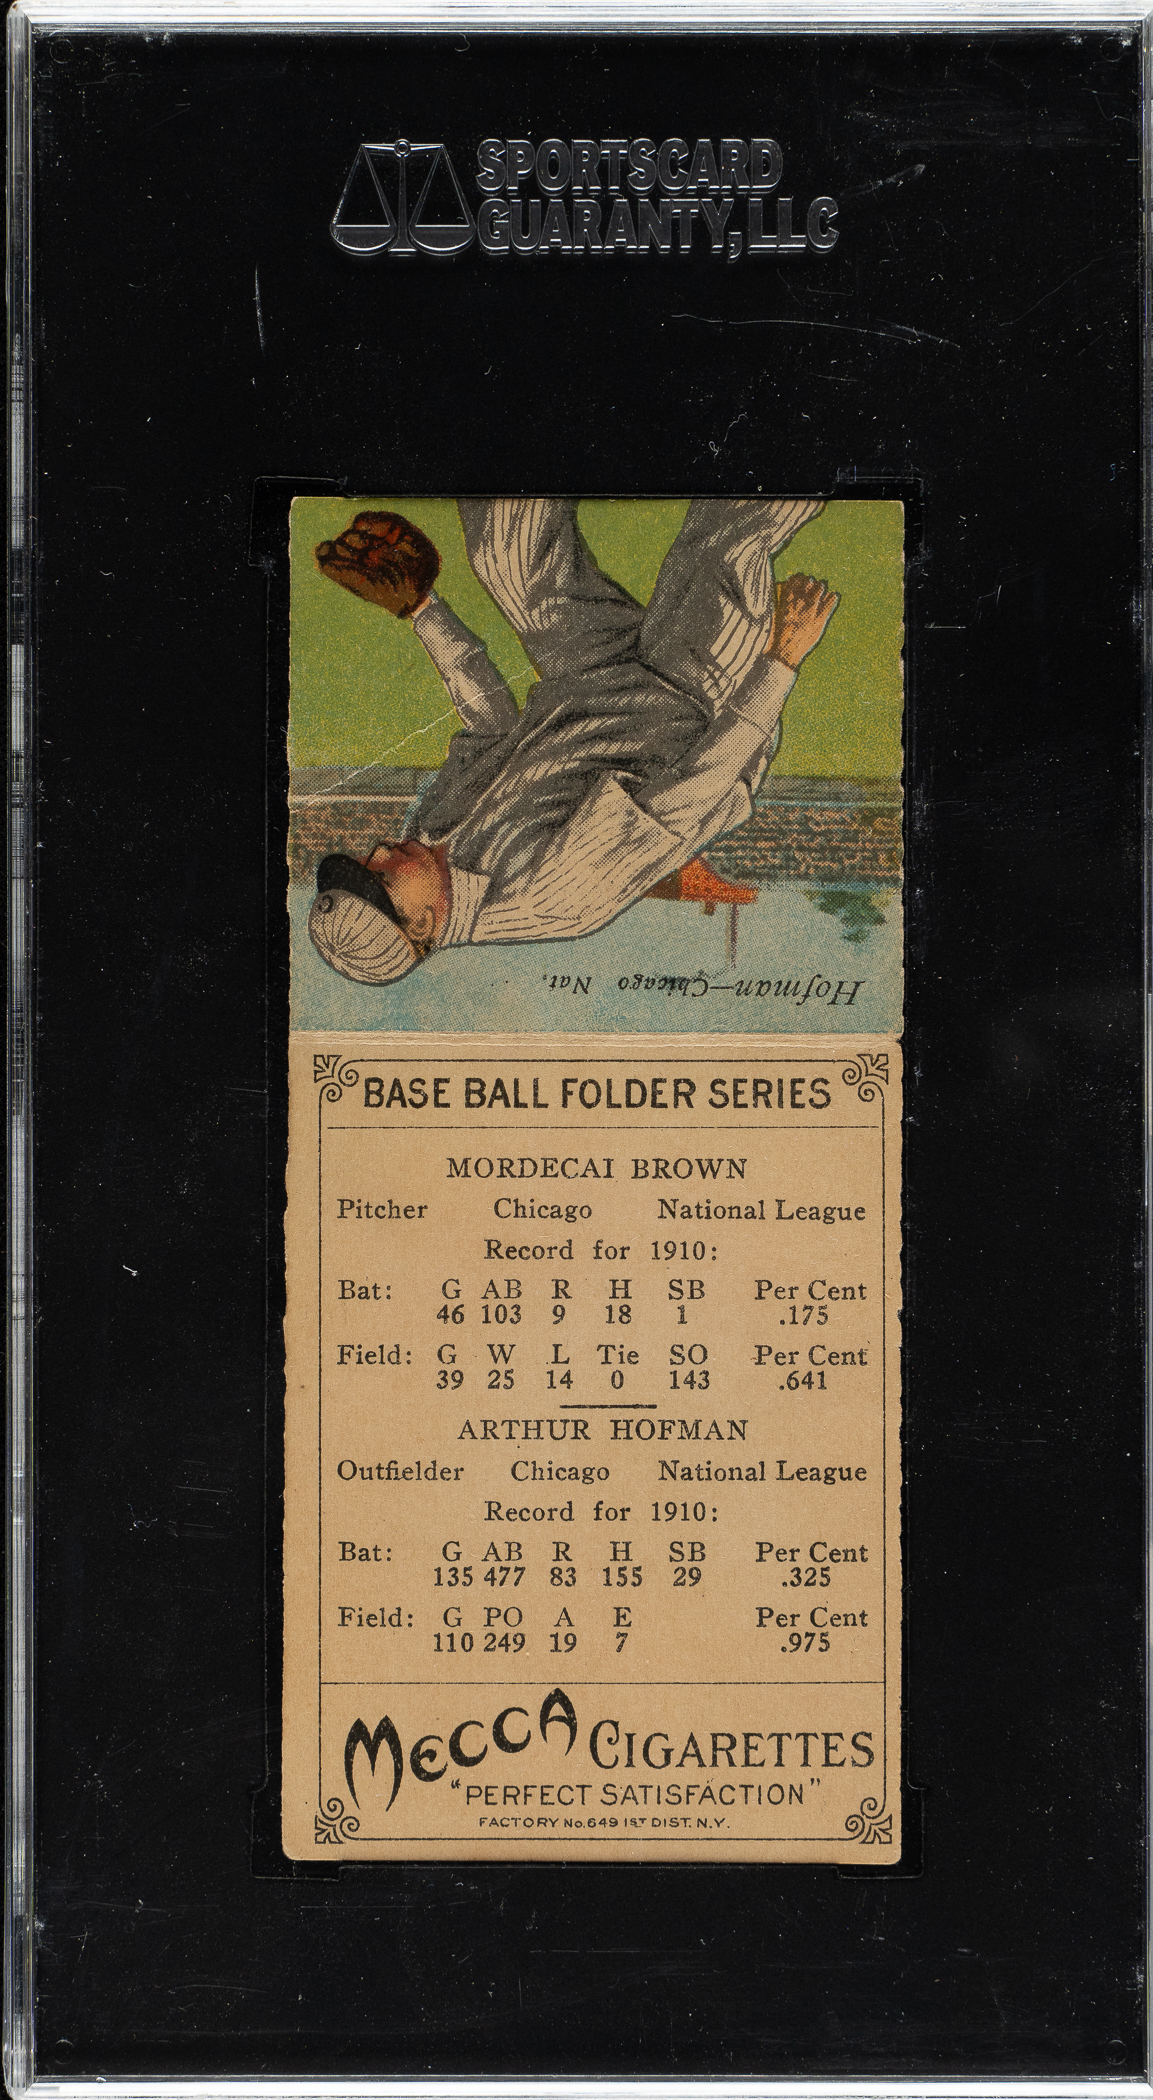 SPORTSCARD
GUARANTY, LLC
Hofman—Chicago Nat.
BASE BALL FOLDER SERIES
MORDECAI BROWN
Pitcher Chicago National League
Record for 1910:
Bat: G AB R H SB Per Cent
46 103 9 18 1 .175
Field: G W L Tie SO Per Cent
39 25 14 0 143 .641
ARTHUR HOFMAN
Outfielder Chicago National League
Record for 1910:
Bat: G AB R H SB Per Cent
135 477 83 155 29 .325
Field: G PO A E Per Cent
110 249 19 7 .975
MECCA CIGARETTES
"PERFECT SATISFACTION"
FACTORY No. 649 1ST DIST. N.Y.